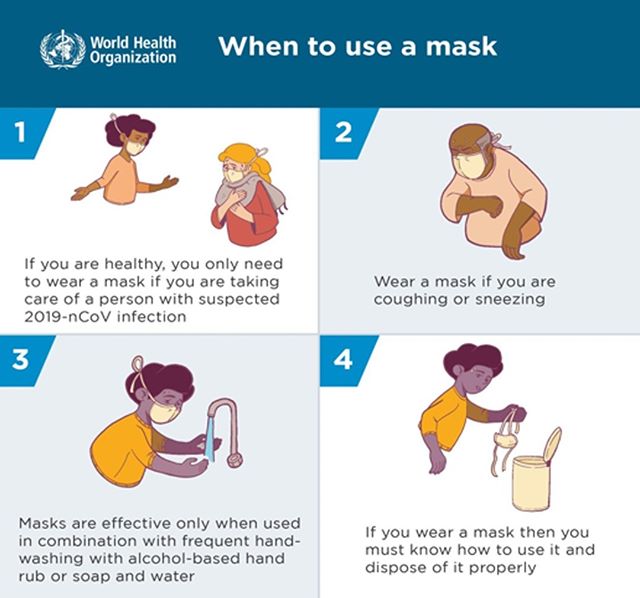 World Health
Organization
When to use a mask
1
If you are healthy, you only need
to wear a mask if you are taking
care of a person with suspected
2019-nCoV infection
2
Wear a mask if you are
coughing or sneezing
3
Masks are effective only when used
in combination with frequent hand-
washing with alcohol-based hand
rub or soap and water
4
If you wear a mask then you
must know how to use it and
dispose of it properly